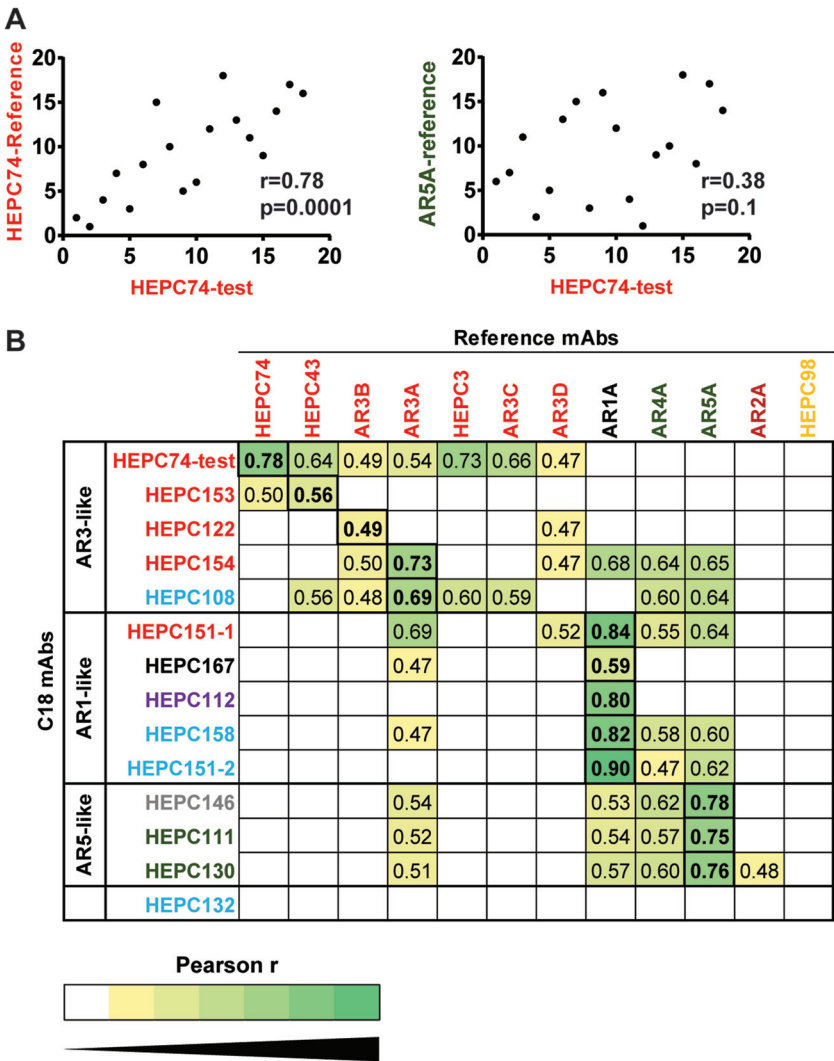 A
20
15
10
5
0
HEPC74-Reference
r=0.78
p=0.0001
0 5 10 15 20
HEPC74-test
20
15
10
5
0
AR5A-reference
r=0.38
p=0.1
0 5 10 15 20
HEPC74-test
B
Reference mAbs
HEPC74 HEPC43 AR3B AR3A HEPC3 AR3C AR3D AR1A AR4A AR5A AR2A HEPC98
C18 mAbs
AR3-like
HEPC74-test 0.78 0.64 0.49 0.54 0.73 0.66 0.47
HEPC153 0.50 0.56
HEPC122 0.49 0.47
HEPC154 0.50 0.73 0.47 0.68 0.64 0.65
HEPC108 0.56 0.48 0.69 0.60 0.59 0.60 0.64
AR1-like
HEPC151-1 0.69 0.52 0.84 0.55 0.64
HEPC167 0.47 0.59
HEPC112 0.80
HEPC158 0.47 0.82 0.58 0.60
HEPC151-2 0.90 0.47 0.62
AR5-like
HEPC146 0.54 0.53 0.62 0.78
HEPC111 0.52 0.54 0.57 0.75
HEPC130 0.51 0.57 0.60 0.76 0.48
HEPC132
Pearson r